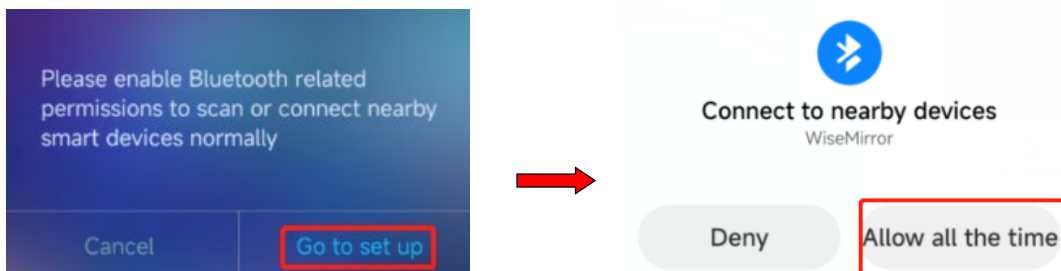 Please enable Bluetooth related
permissions to scan or connect nearby
smart devices normally
Cancel
Go to set up
Connect to nearby devices
WiseMirror
Deny
Allow all the time